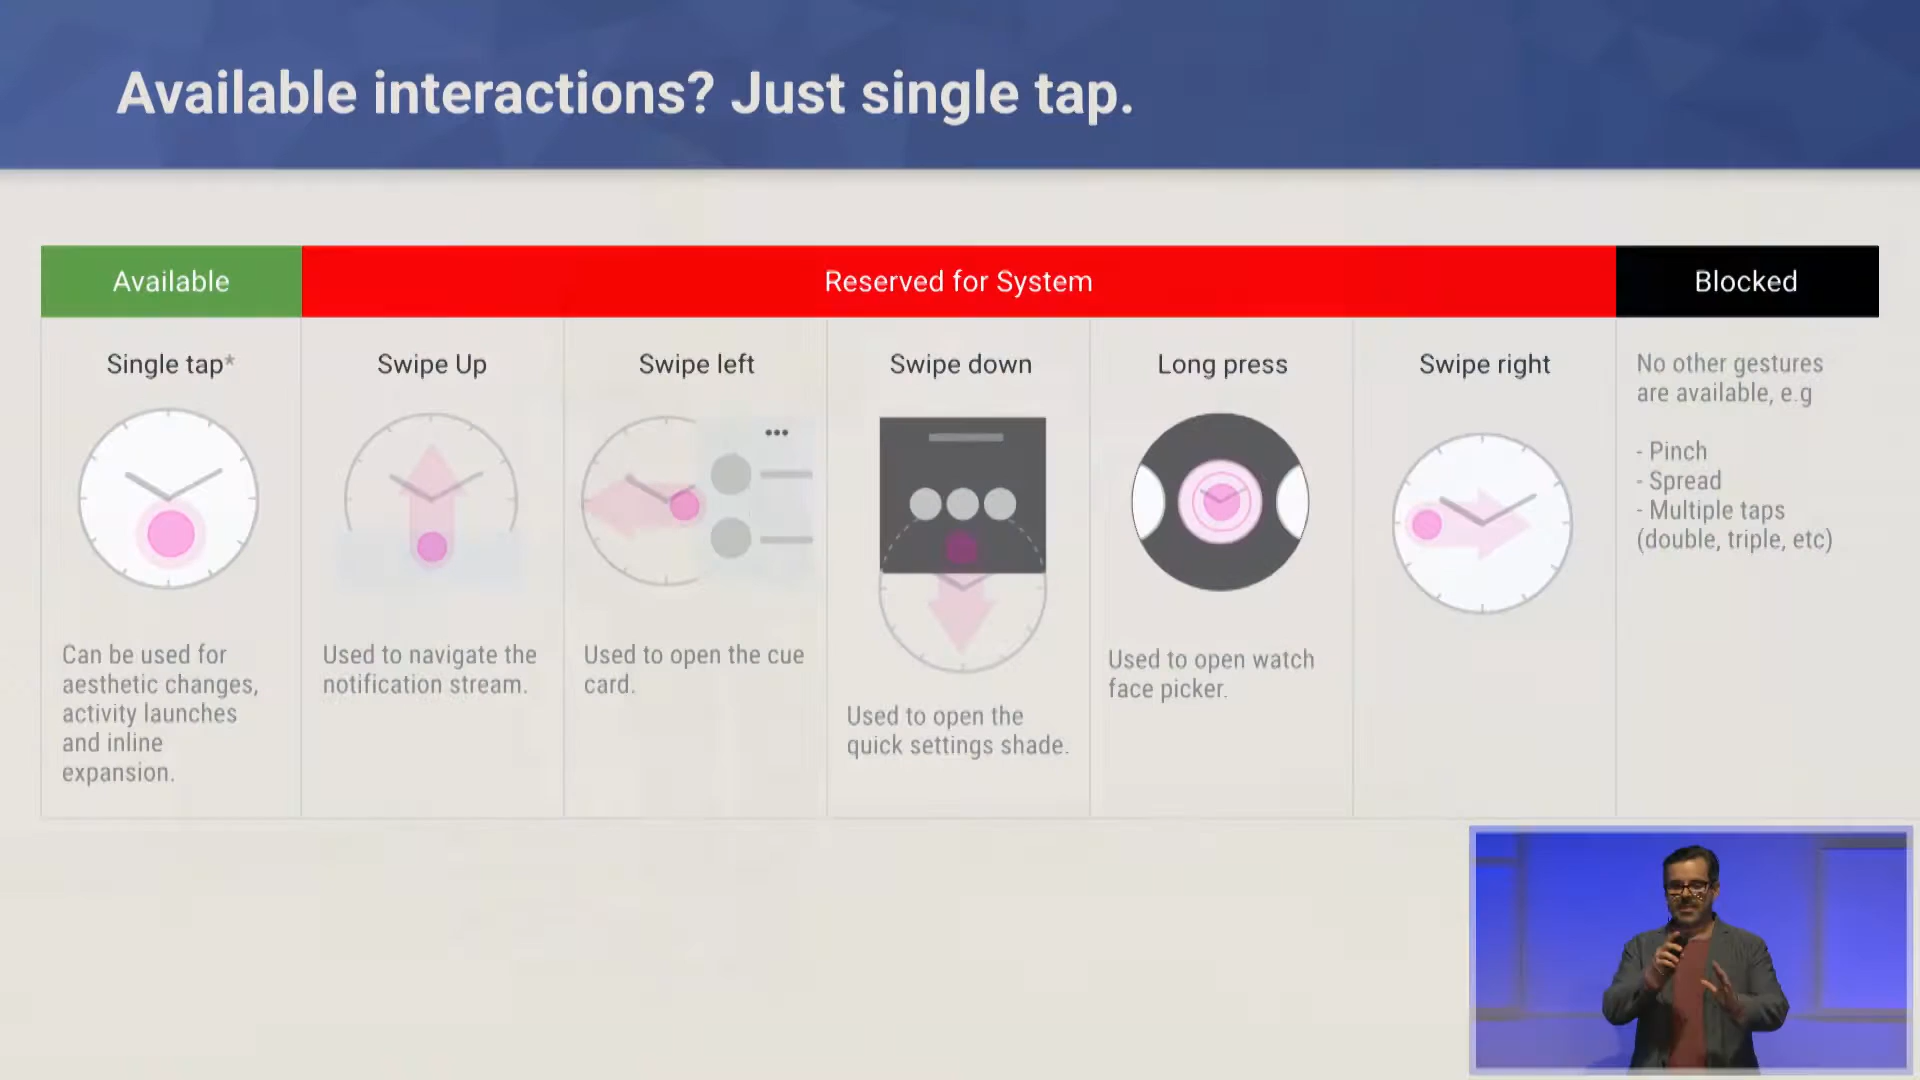 Available interactions? Just single tap.
Available
Reserved for System
Blocked
Single tap*
Swipe Up
Swipe left
Swipe down
Long press
Swipe right
No other gestures
are available, e.g
- Pinch
- Spread
- Multiple taps
(double, triple, etc)
Can be used for
aesthetic changes,
activity launches
and inline
expansion.
Used to navigate the
notification stream.
Used to open the cue
card.
Used to open the
quick settings shade.
Used to open watch
face picker.